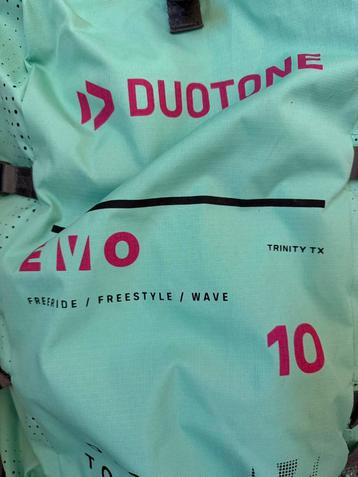 DUOTONE
EVO
TRINITY TX
FREERIDE / FREESTYLE / WAVE
10